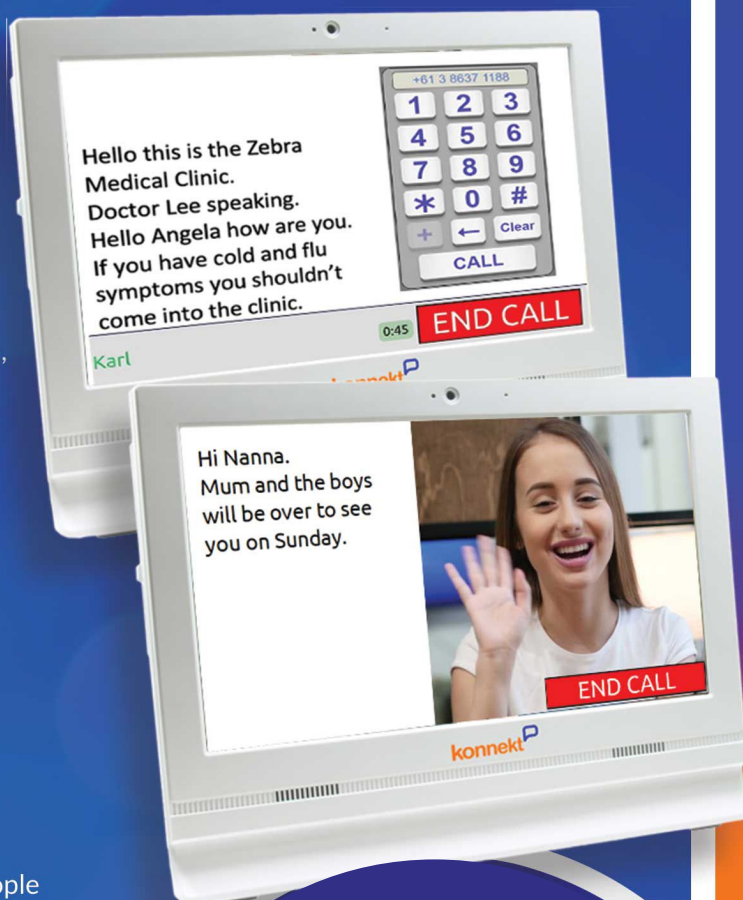 Hello this is the Zebra
Medical Clinic.
Doctor Lee speaking.
Hello Angela how are you.
If you have cold and flu
symptoms you shouldn't
come into the clinic.
+61 3 8637 1188
1 2 3
4 5 6
7 8 9
* 0 #
+ ← Clear
CALL
Karl
0:45
END CALL
Hi Nanna.
Mum and the boys
will be over to see
you on Sunday.
END CALL
konnekt